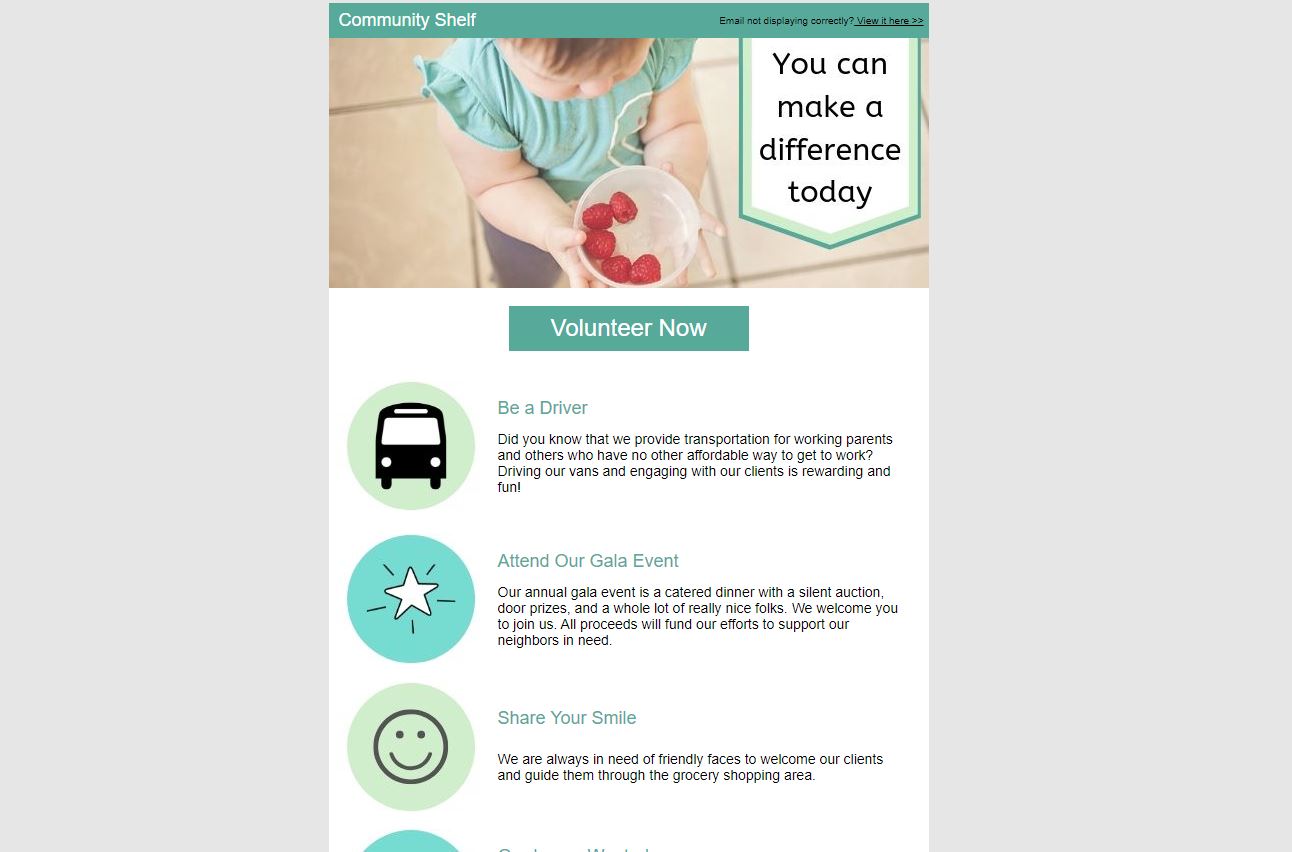 Community Shelf
Email not displaying correctly? View it here >>
You can
make a
difference
today
Volunteer Now
Be a Driver
Did you know that we provide transportation for working parents
and others who have no other affordable way to get to work?
Driving our vans and engaging with our clients is rewarding and
fun!
Attend Our Gala Event
Our annual gala event is a catered dinner with a silent auction,
door prizes, and a whole lot of really nice folks. We welcome you
to join us. All proceeds will fund our efforts to support our
neighbors in need.
Share Your Smile
We are always in need of friendly faces to welcome our clients
and guide them through the grocery shopping area.